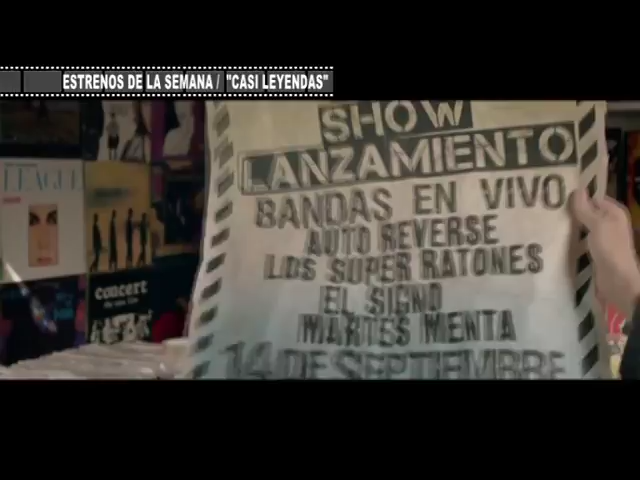 ESTRENOS DE LA SEMANA / "CASI LEYENDAS"
SHOW
LANZAMIENTO
BANDAS EN VIVO
AUTO REVERSE
LOS SUPER RATONES
EL SIGNO
MARTES MENTA
14 DE SEPTIEMBRE
LEAGUE
concert